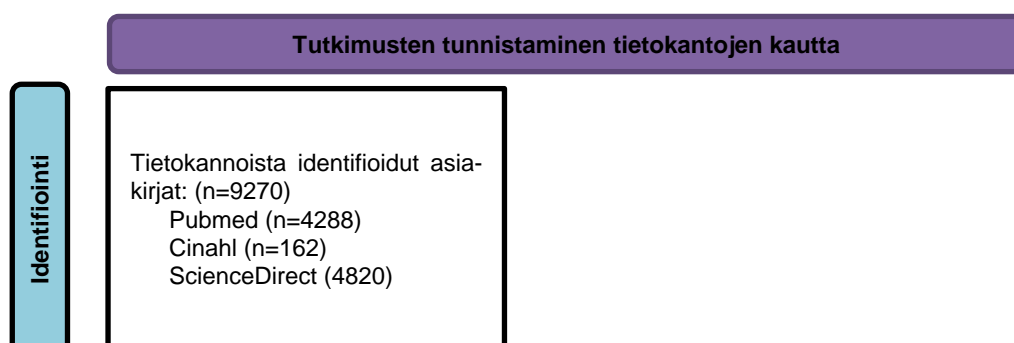 Tutkimusten tunnistaminen tietokantojen kautta
Identifiointi
Tietokannoista identifioidut asia-
kirjat: (n=9270)
Pubmed (n=4288)
Cinahl (n=162)
ScienceDirect (4820)